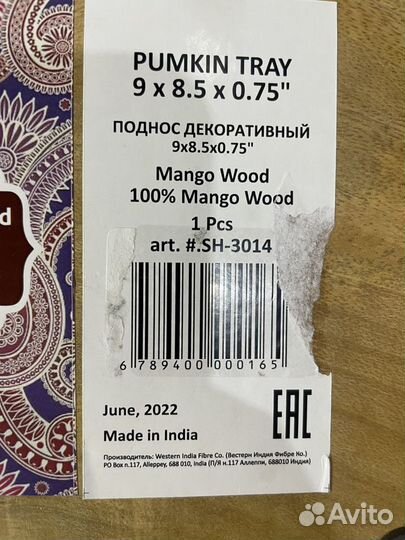 PUMKIN TRAY
9 x 8.5 x 0.75"
ПОДНОС ДЕКОРАТИВНЫЙ
9x8.5x0.75"
Mango Wood
100% Mango Wood
1 Pcs
art. #.SH-3014
6 789400 000165
June, 2022
Made in India
EAC
Производитель: Western India Fibre Co. (Вестерн Индия Фибре Ко.)
PO Box n.117, Alleppey, 688 010, India (П/Я н.117 Аллеппи, 688010 Индия)
d
Avito